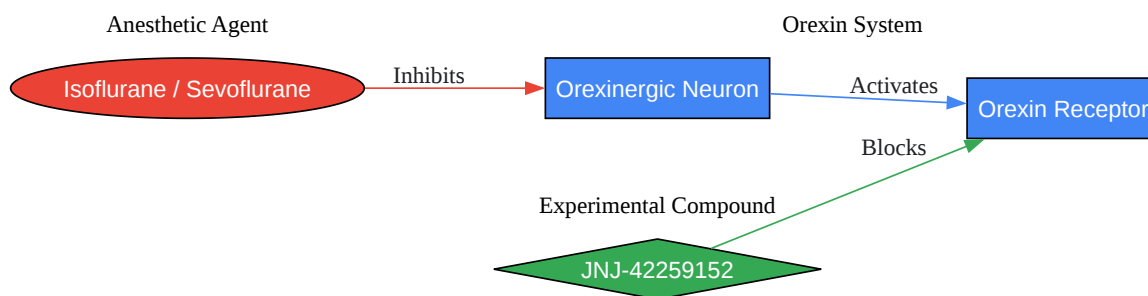 Anesthetic Agent
Orexin System
Isoflurane / Sevoflurane
Inhibits
Orexinergic Neuron
Activates
Orexin Receptor
Blocks
Experimental Compound
JNJ-42259152